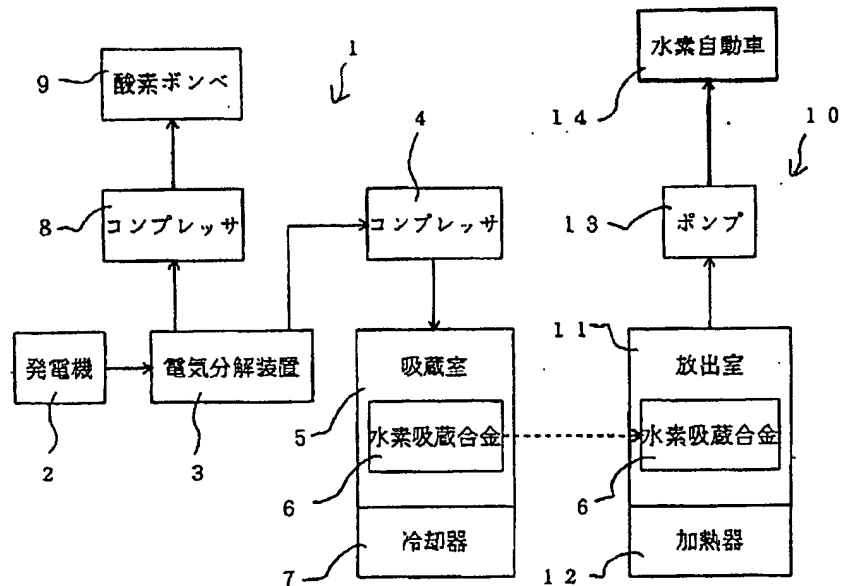 1
水素自動車
9
酸素ボンベ
14
4
10
8
コンプレッサ
コンプレッサ
13
ポンプ
11
発電機
電気分解装置
吸蔵室
放出室
5
水素吸蔵合金
水素吸蔵合金
2
3
6
6
7
冷却器
12
加熱器